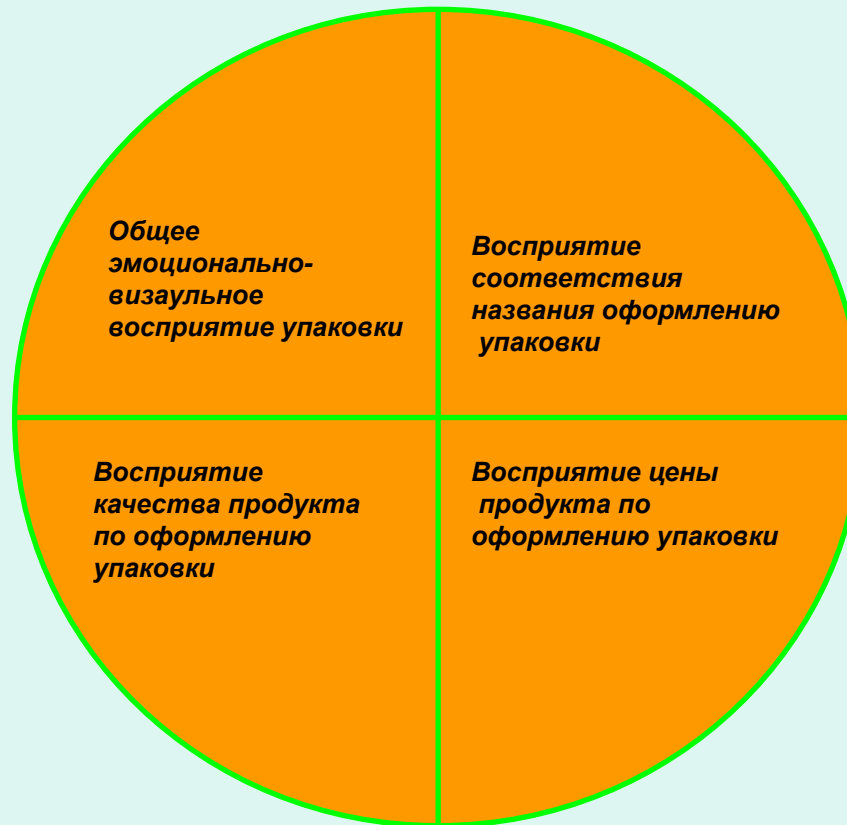 Общее
эмоционально-
визаульное
восприятие упаковки
Восприятие
соответствия
названия оформлению
упаковки
Восприятие
качества продукта
по оформлению
упаковки
Восприятие цены
продукта по
оформлению упаковки